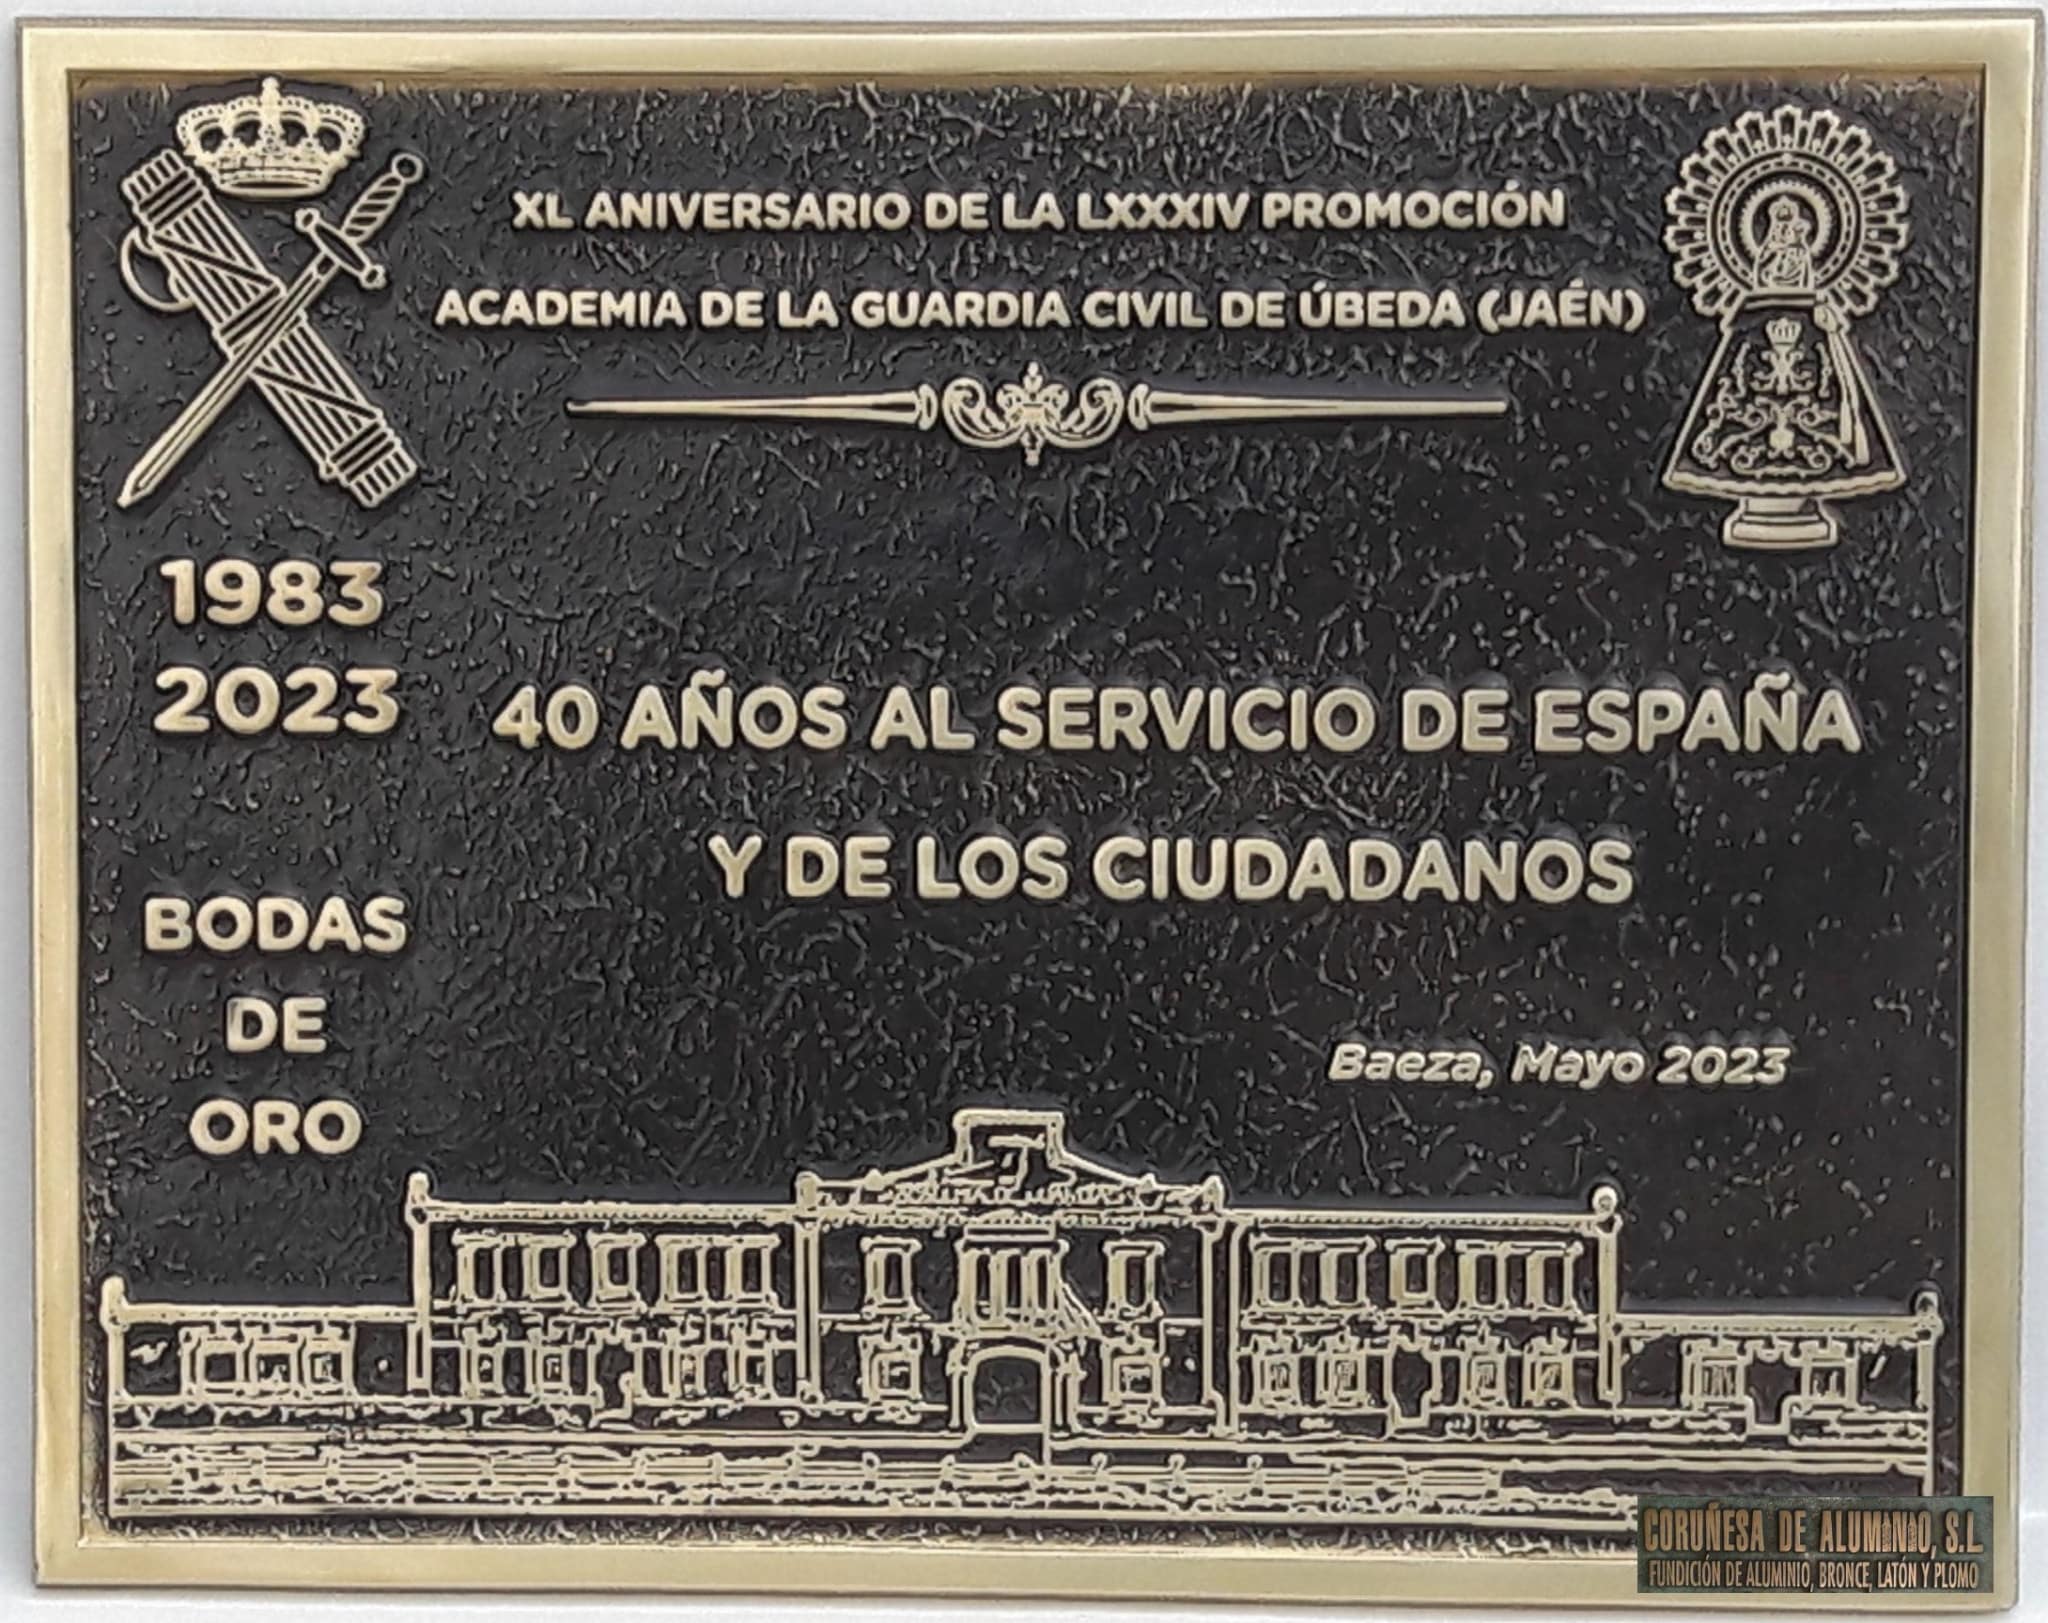 XL ANIVERSARIO DE LA LXXXIV PROMOCIÓN
ACADEMIA DE LA GUARDIA CIVIL DE ÚBEDA (JAÉN)
1983
2023
40 AÑOS AL SERVICIO DE ESPAÑA
Y DE LOS CIUDADANOS
BODAS
DE
ORO
Baeza, Mayo 2023
CORUÑESA DE ALUMINIO, S.L
FUNDICIÓN DE ALUMINIO, BRONCE, LATÓN Y PLOMO